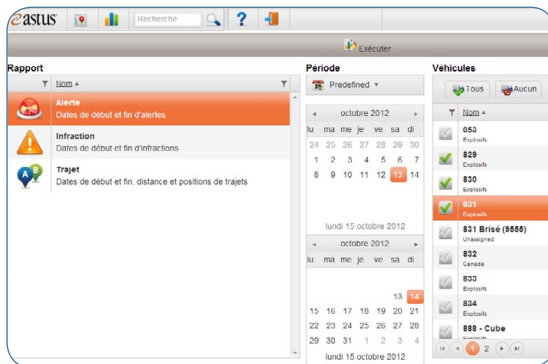 astus
Recherche
?
Exécuter
Rapport
Nom
Alerte
Dates de début et fin d'alertes
Infraction
Dates de début et fin d'infractions
A B
Trajet
Dates de début et fin, distance et positions de trajets
Période
Predefined
octobre 2012
lu ma me je ve sa di
24 25 26 27 28 29 30
1 2 3 4 5 6 7
8 9 10 11 12 13 14
lundi 15 octobre 2012
octobre 2012
lu ma me je ve sa di
13 14
15 16 17 18 19 20 21
22 23 24 25 26 27 28
29 30 31 1 2 3 4
lundi 15 octobre 2012
Véhicules
Tous
Aucun
Nom
053
Explosifs
829
Explosifs
830
Explosifs
831
Explosifs
831 Brisé (9555)
Unassigned
832
Canada
833
Explosifs
834
Explosifs
888 - Cube
1 2